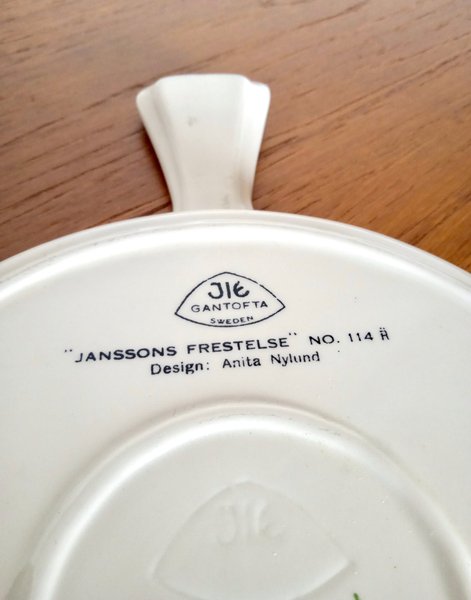 JIE
GANTOFTA
SWEDEN
"JANSSONS FRESTELSE" NO. 114
Design: Anita Nylund
JIE